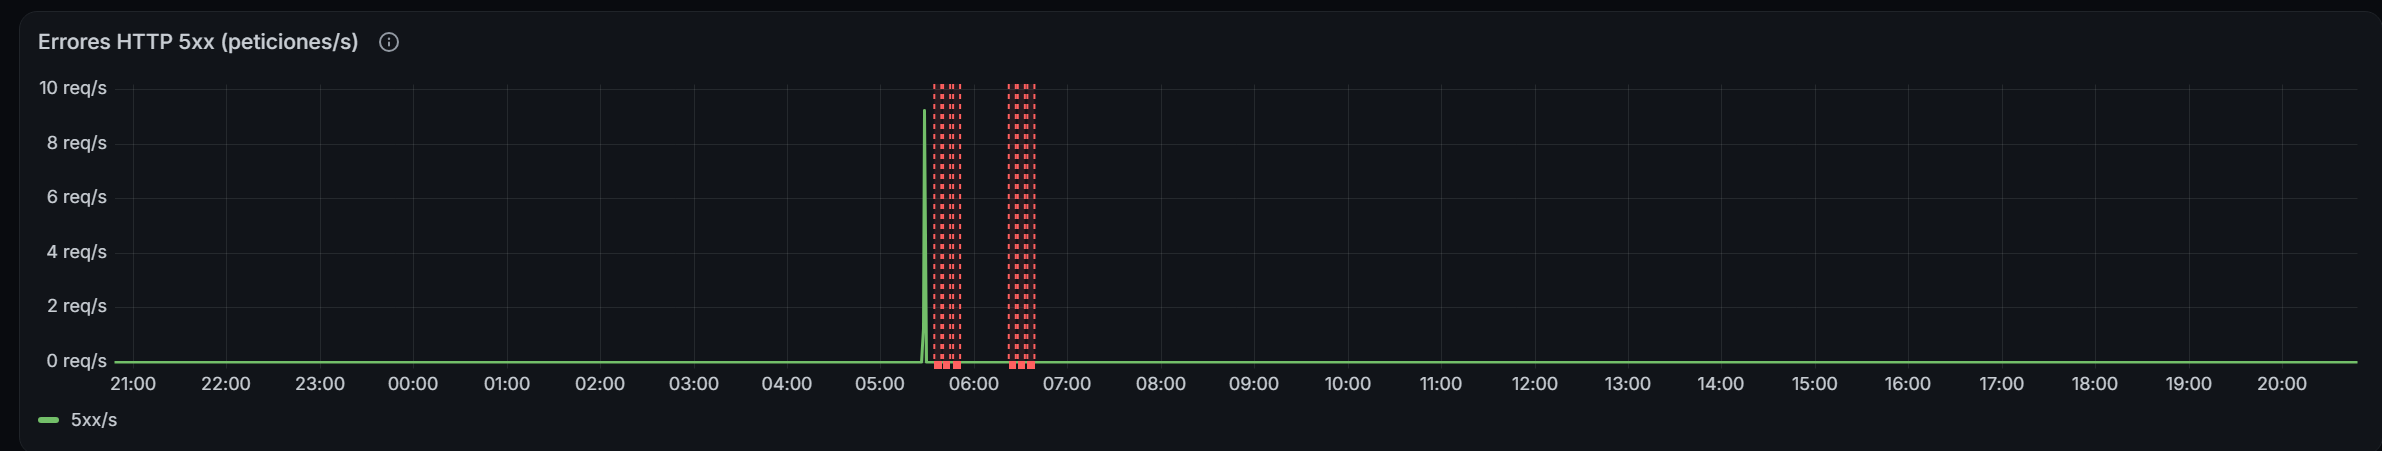 Errores HTTP 5xx (peticiones/s)
10 req/s
8 req/s
6 req/s
4 req/s
2 req/s
0 req/s
21:00 22:00 23:00 00:00 01:00 02:00 03:00 04:00 05:00 06:00 07:00 08:00 09:00 10:00 11:00 12:00 13:00 14:00 15:00 16:00 17:00 18:00 19:00 20:00
5xx/s